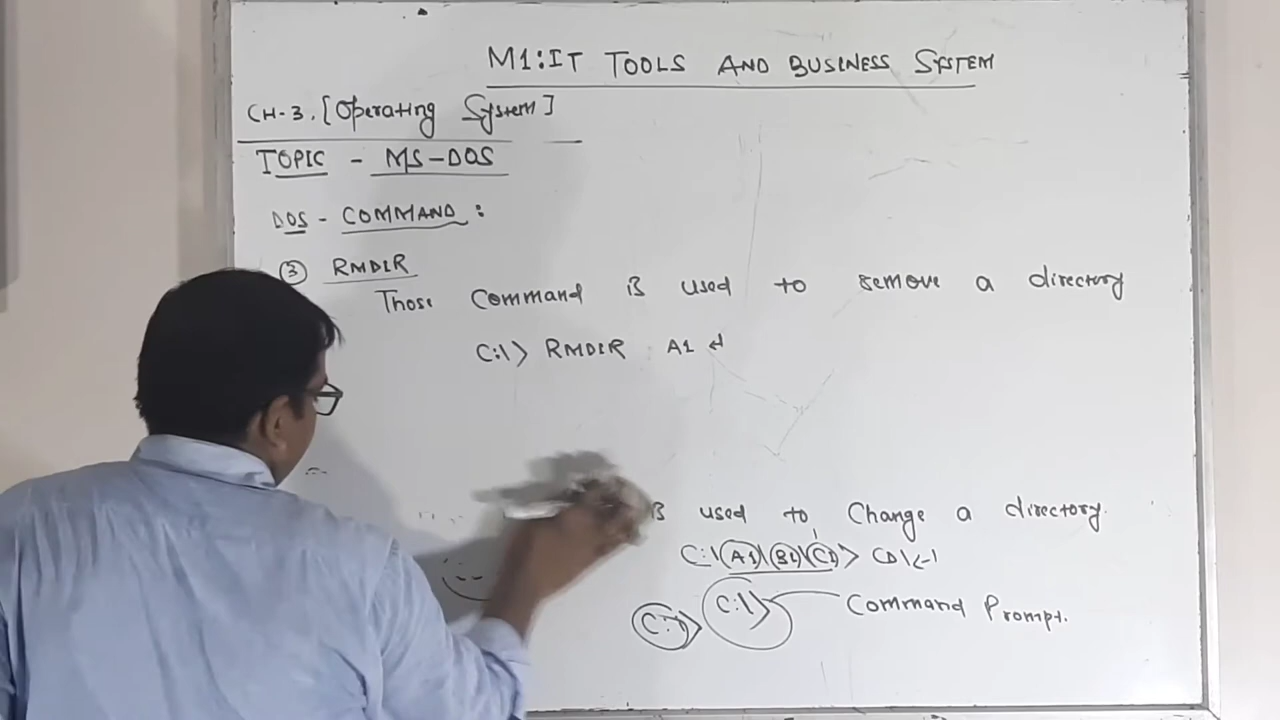 M1:IT TOOLS AND BUSINESS SYSTEM
CH-3. [Operating System]
TOPIC - MS-DOS
DOS - COMMAND:
③ RMDIR
Those Command is used to remove a directory
C:\> RMDIR A1 ↵
is used to Change a directory.
C:\A1\B1\C1> CD\↵
C:\> C:\> Command Prompt.